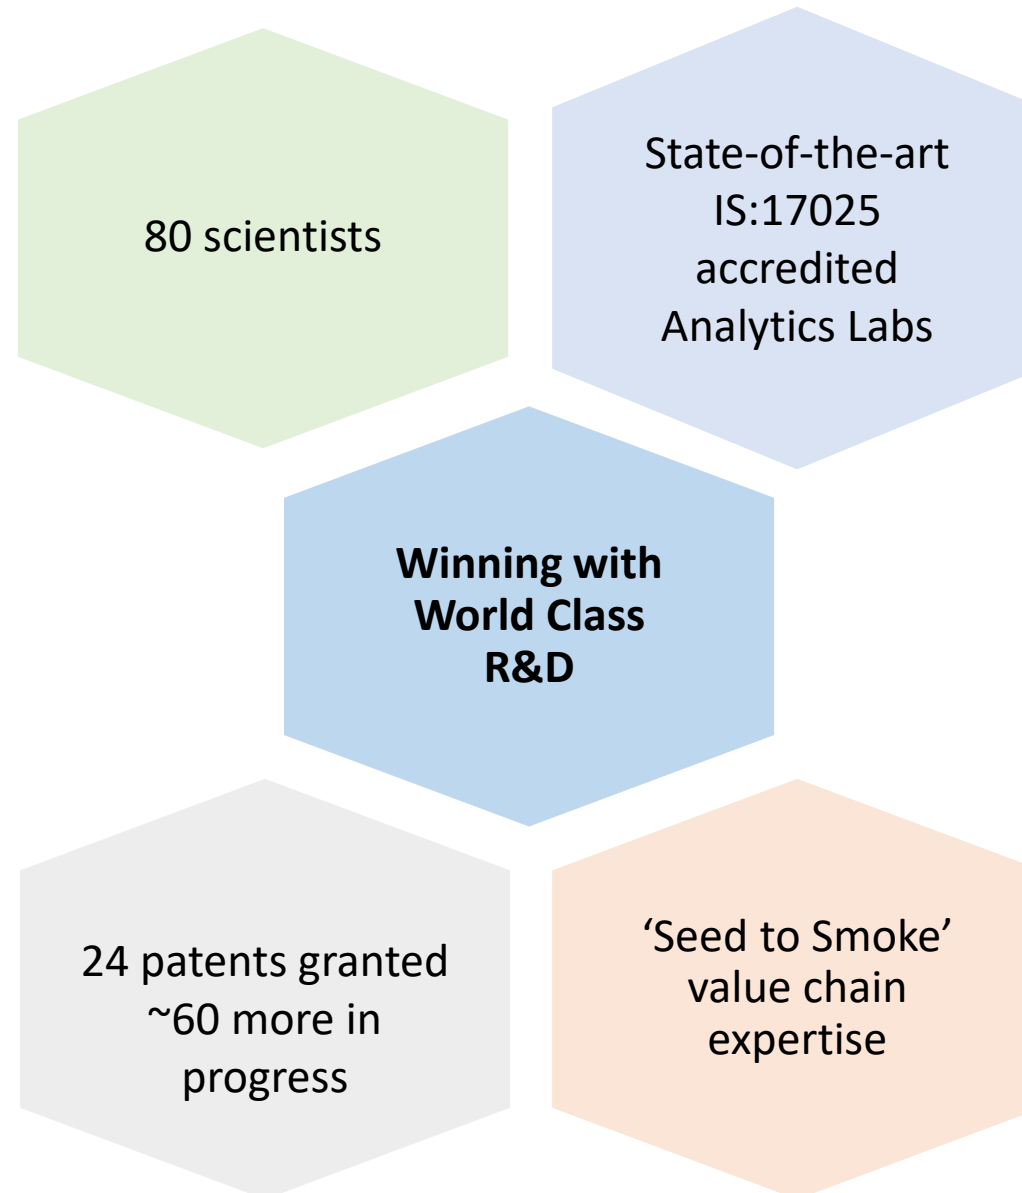 80 scientists
State-of-the-art
IS:17025
accredited
Analytics Labs
Winning with
World Class
R&D
24 patents granted
~60 more in
progress
‘Seed to Smoke’
value chain
expertise